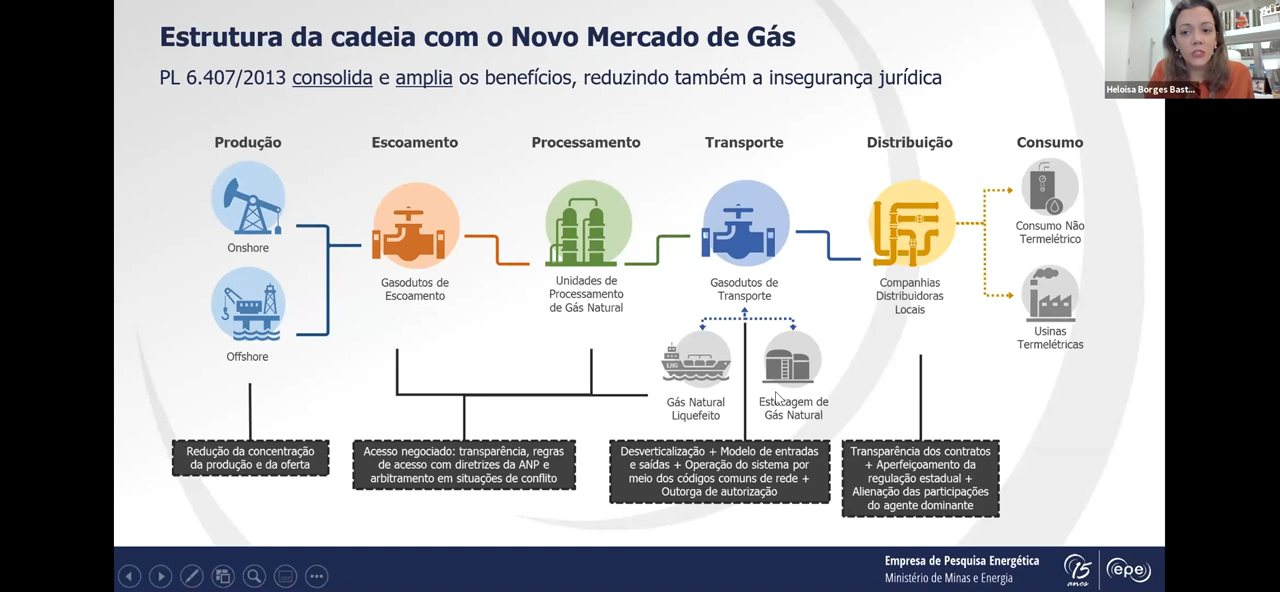 Estrutura da cadeia com o Novo Mercado de Gás
PL 6.407/2013 consolida e amplia os benefícios, reduzindo também a insegurança jurídica
Heloisa Borges Bast...
Produção
Escoamento
Processamento
Transporte
Distribuição
Consumo
Onshore
Offshore
Gasodutos de
Escoamento
Unidades de
Processamento
de Gás Natural
Gasodutos de
Transporte
LNG
Gás Natural
Liquefeito
Estocagem de
Gás Natural
Companhias
Distribuidoras
Locais
Consumo Não
Termelétrico
Usinas
Termelétricas
Redução da concentração
da produção e da oferta
Acesso negociado: transparência, regras
de acesso com diretrizes da ANP e
arbitramento em situações de conflito
Desverticalização + Modelo de entradas
e saídas + Operação do sistema por
meio dos códigos comuns de rede +
Outorga de autorização
Transparência dos contratos
+ Aperfeiçoamento da
regulação estadual +
Alienação das participações
do agente dominante
Empresa de Pesquisa Energética
Ministério de Minas e Energia
15
anos
epe